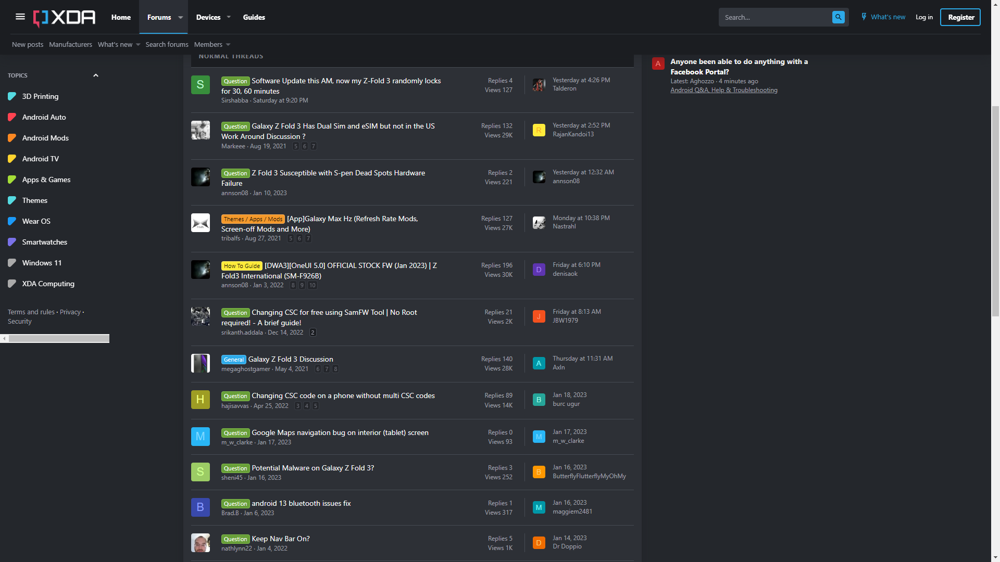 XDA
Home
Forums
Devices
Guides
Search...
What's new
Log in
Register
New posts
Manufacturers
What's new
Search forums
Members
TOPICS
3D Printing
Android Auto
Android Mods
Android TV
Apps & Games
Themes
Wear OS
Smartwatches
Windows 11
XDA Computing
Terms and rules · Privacy ·
Security
NORMAL THREADS
S
Question Software Update this AM, now my Z-Fold 3 randomly locks
for 30, 60 minutes
Sirshabba · Saturday at 9:20 PM
Replies 4
Views 127
Yesterday at 4:26 PM
Talderon
Question Galaxy Z Fold 3 Has Dual Sim and eSIM but not in the US
Work Around Discussion ?
Markeee · Aug 19, 2021 5 6 7
Replies 132
Views 29K
R
Yesterday at 2:52 PM
RajanKandoi13
Question Z Fold 3 Susceptible with S-pen Dead Spots Hardware
Failure
annson08 · Jan 10, 2023
Replies 2
Views 221
Yesterday at 12:32 AM
annson08
Themes / Apps / Mods [App]Galaxy Max Hz (Refresh Rate Mods,
Screen-off Mods and More)
tribalfs · Aug 27, 2021 5 6 7
Replies 127
Views 27K
Monday at 10:38 PM
Nastrahl
How To Guide [DWA3][OneUI 5.0] OFFICIAL STOCK FW (Jan 2023) | Z
Fold3 International (SM-F926B)
annson08 · Jan 3, 2022 8 9 10
Replies 196
Views 30K
D
Friday at 6:10 PM
denisaok
Question Changing CSC for free using SamFW Tool | No Root
required! - A brief guide!
srikanth.addala · Dec 14, 2022 2
Replies 21
Views 2K
J
Friday at 8:13 AM
JBW1979
General Galaxy Z Fold 3 Discussion
megaghostgamer · May 4, 2021 6 7 8
Replies 140
Views 28K
A
Thursday at 11:31 AM
Axln
H
Question Changing CSC code on a phone without multi CSC codes
hajisavvas · Apr 25, 2022 3 4 5
Replies 89
Views 14K
B
Jan 18, 2023
burc ugur
M
Question Google Maps navigation bug on interior (tablet) screen
m_w_clarke · Jan 17, 2023
Replies 0
Views 93
M
Jan 17, 2023
m_w_clarke
S
Question Potential Malware on Galaxy Z Fold 3?
sheni45 · Jan 16, 2023
Replies 3
Views 252
B
Jan 16, 2023
ButterflyFlutterflyMyOhMy
B
Question android 13 bluetooth issues fix
Brad.B · Jan 6, 2023
Replies 1
Views 317
M
Jan 16, 2023
maggiem2481
Question Keep Nav Bar On?
nathlynn22 · Jan 4, 2022
Replies 5
Views 1K
D
Jan 14, 2023
Dr Doppio
A
Anyone been able to do anything with a
Facebook Portal?
Latest: Aghozzo · 4 minutes ago
Android Q&A, Help & Troubleshooting